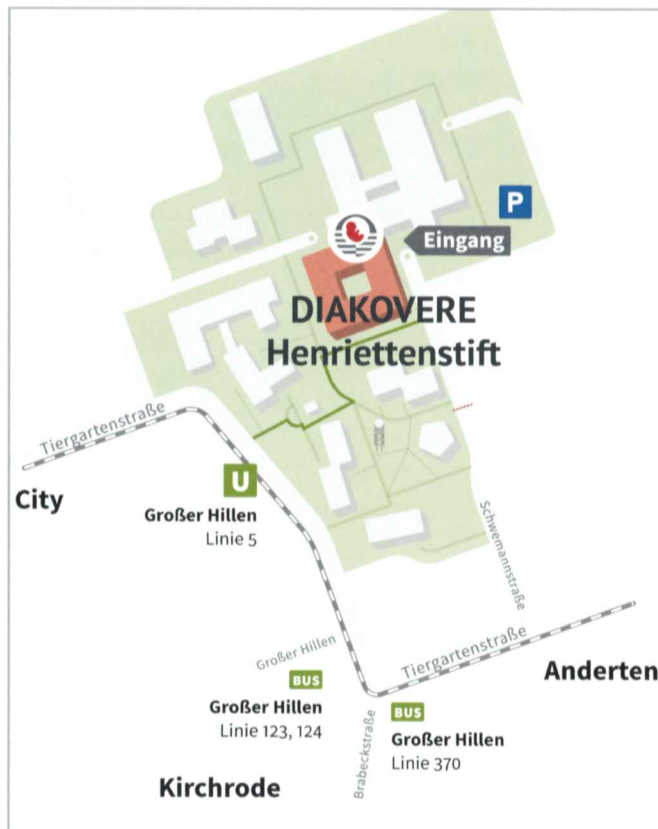 P
Eingang
DIAKOVERE
Henriettenstift
Tiergartenstraße
City
U
Großer Hillen
Linie 5
Schwemannstraße
Großer Hillen
Tiergartenstraße
Anderten
BUS
Großer Hillen
Linie 123, 124
BUS
Großer Hillen
Linie 370
Brabeckstraße
Kirchrode